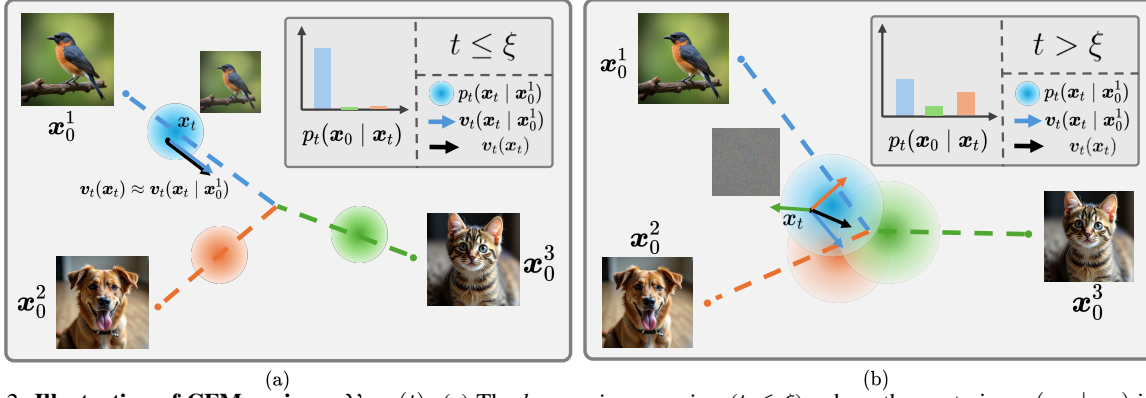 x_0^1
x_t
v_t(x_t) ≈ v_t(x_t | x_0^1)
x_0^2
x_0^3
p_t(x_0 | x_t)
t ≤ ξ
p_t(x_t | x_0^1)
v_t(x_t | x_0^1)
v_t(x_t)
(a)
x_0^1
x_t
x_0^2
x_0^3
p_t(x_0 | x_t)
t > ξ
p_t(x_t | x_0^1)
v_t(x_t | x_0^1)
v_t(x_t)
(b)